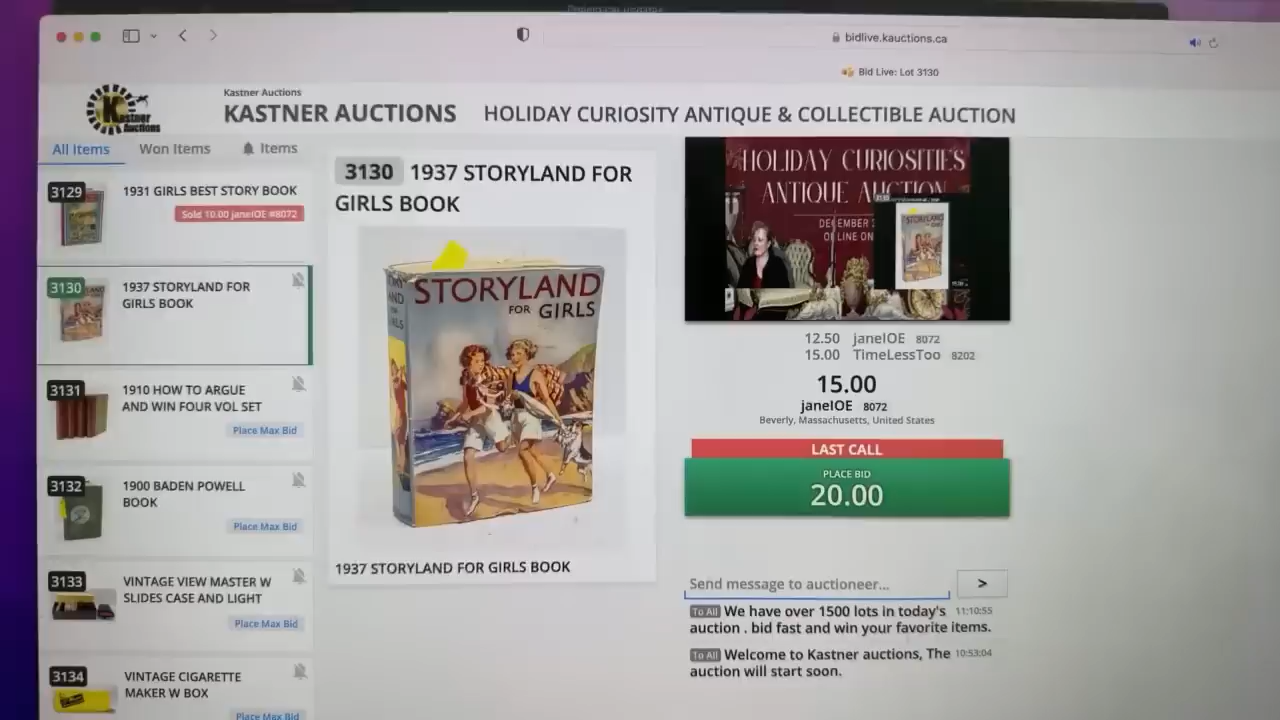 bidlive.kauctions.ca
Bid Live: Lot 3130
Kastner Auctions
KASTNER AUCTIONS
HOLIDAY CURIOSITY ANTIQUE & COLLECTIBLE AUCTION
Kastner
Auctions
All Items
Won Items
Items
3129
1931 GIRLS BEST STORY BOOK
Sold 10.00 janelOE #8072
3130
1937 STORYLAND FOR
GIRLS BOOK
3131
1910 HOW TO ARGUE
AND WIN FOUR VOL SET
Place Max Bid
3132
1900 BADEN POWELL
BOOK
Place Max Bid
3133
VINTAGE VIEW MASTER W
SLIDES CASE AND LIGHT
Place Max Bid
3134
VINTAGE CIGARETTE
MAKER W BOX
Place Max Bid
3130 1937 STORYLAND FOR
GIRLS BOOK
STORYLAND
FOR GIRLS
1937 STORYLAND FOR GIRLS BOOK
HOLIDAY CURIOSITIES
ANTIQUE AUCTION
STORYLAND
12.50 janelOE 8072
15.00 TimeLessToo 8202
15.00
janelOE 8072
Beverly, Massachusetts, United States
LAST CALL
PLACE BID
20.00
Send message to auctioneer...
>
To All We have over 1500 lots in today's 11:10:55
auction . bid fast and win your favorite items.
To All Welcome to Kastner auctions, The 10:53:04
auction will start soon.